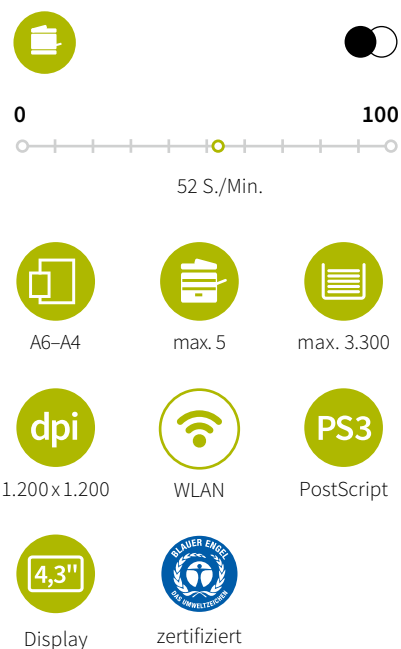 0 100
52 S./Min.
A6–A4 max. 5 max. 3.300
dpi PS3
1.200 x 1.200 WLAN PostScript
4,3"
BLAUER ENGEL
DAS UMWELTZEICHEN
Display zertifiziert